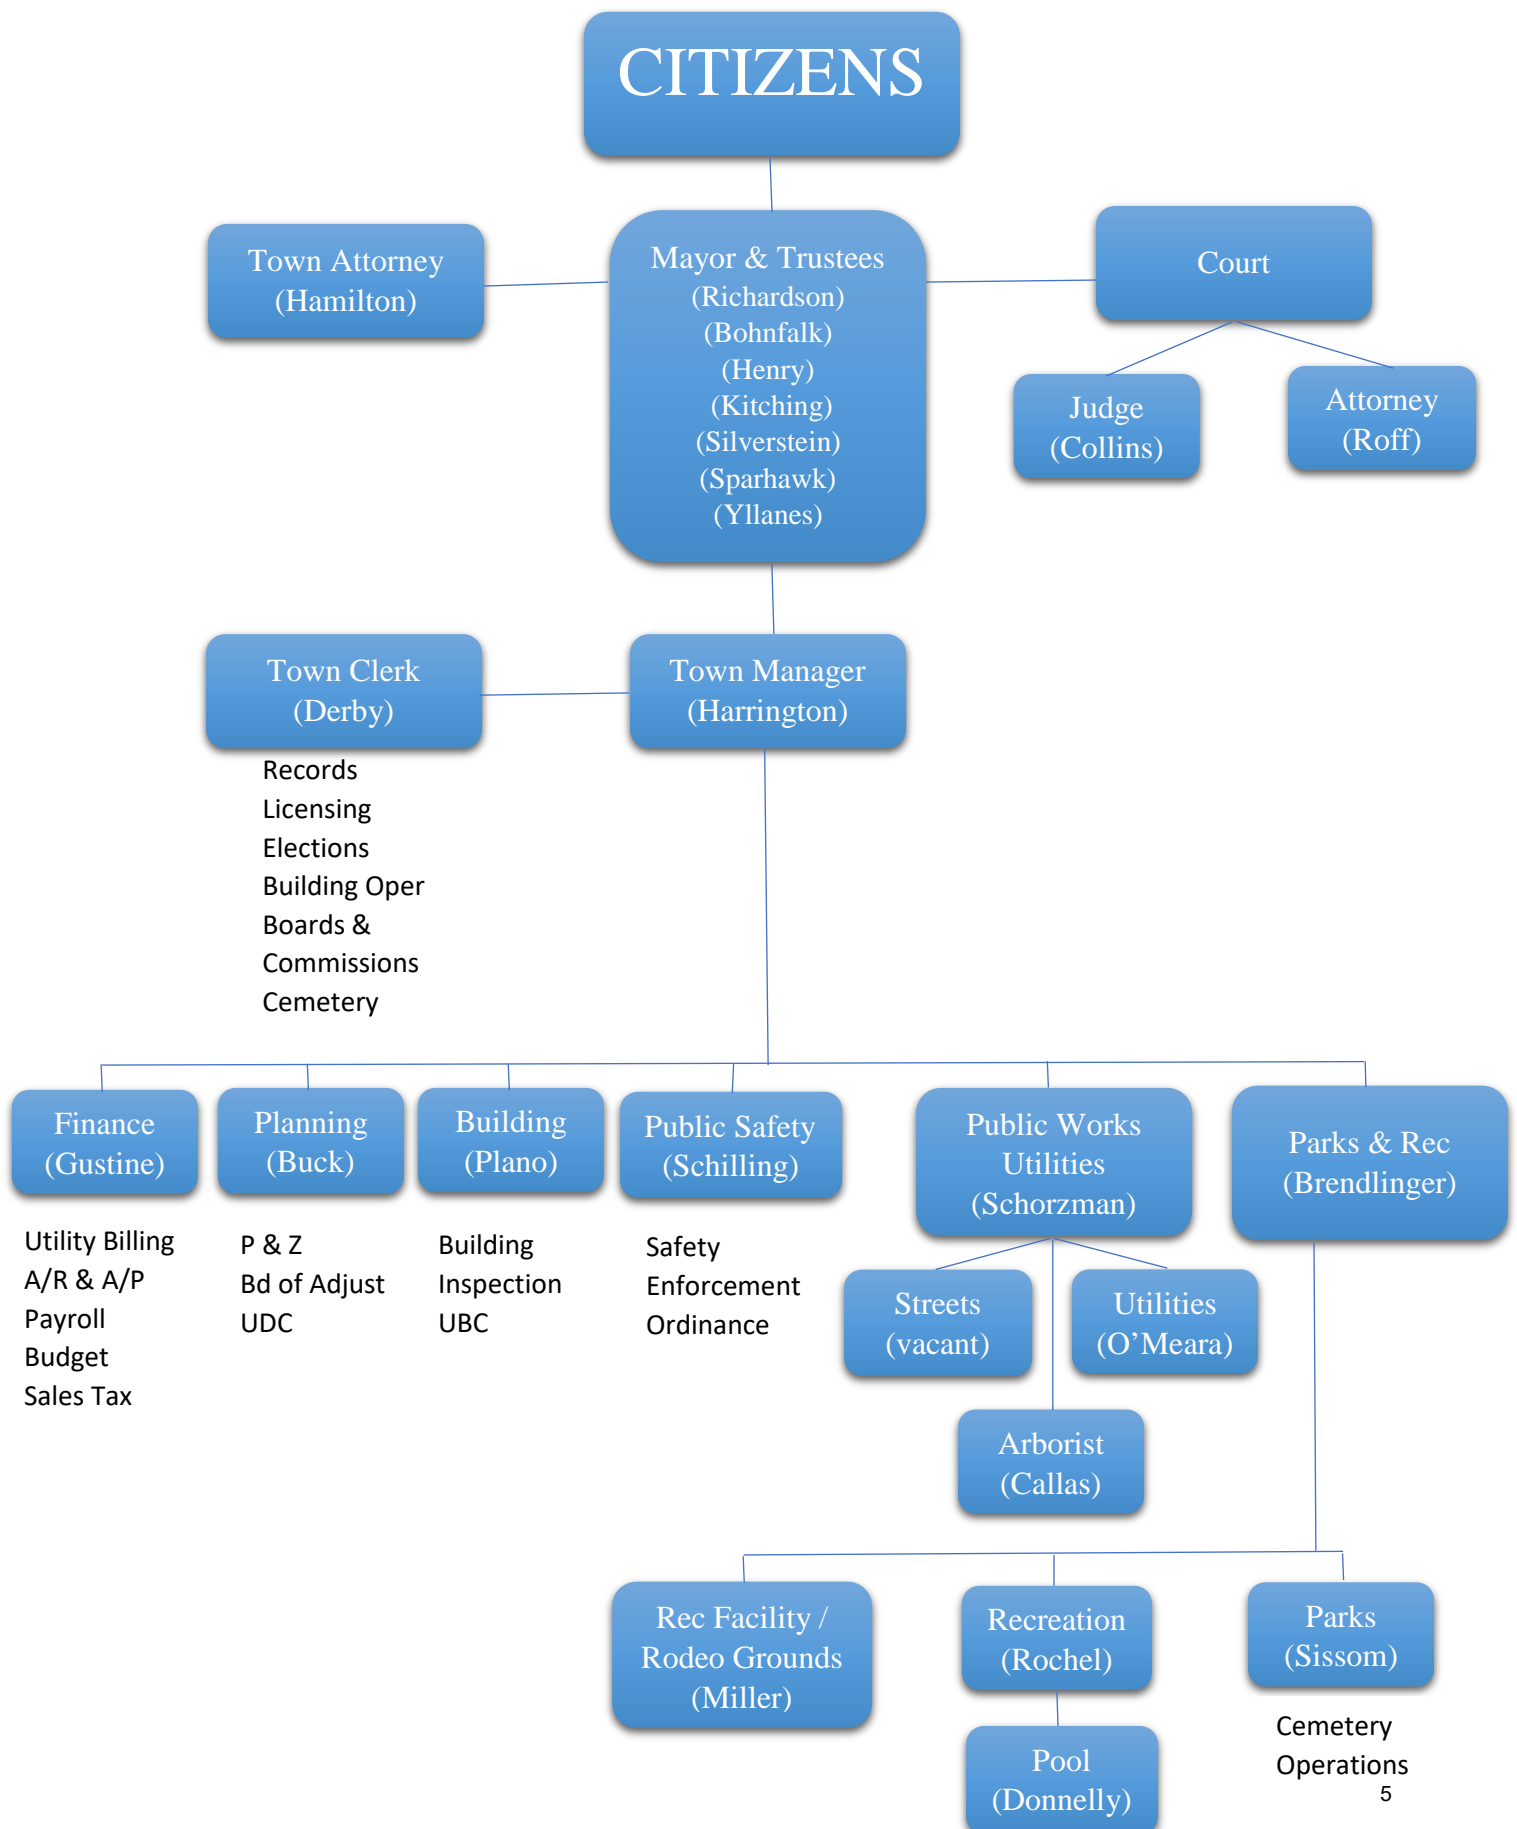 CITIZENS
Town Attorney
(Hamilton)
Mayor & Trustees
(Richardson)
(Bohnfalk)
(Henry)
(Kitching)
(Silverstein)
(Sparhawk)
(Yllanes)
Court
Judge
(Collins)
Attorney
(Roff)
Town Clerk
(Derby)
Town Manager
(Harrington)
Records
Licensing
Elections
Building Oper
Boards &
Commissions
Cemetery
Finance
(Gustine)
Planning
(Buck)
Building
(Plano)
Public Safety
(Schilling)
Public Works
Utilities
(Schorzman)
Parks & Rec
(Brendlinger)
Utility Billing
A/R & A/P
Payroll
Budget
Sales Tax
P & Z
Bd of Adjust
UDC
Building
Inspection
UBC
Safety
Enforcement
Ordinance
Streets
(vacant)
Utilities
(O’Meara)
Arborist
(Callas)
Rec Facility /
Rodeo Grounds
(Miller)
Recreation
(Rochel)
Parks
(Sissom)
Pool
(Donnelly)
Cemetery
Operations
5